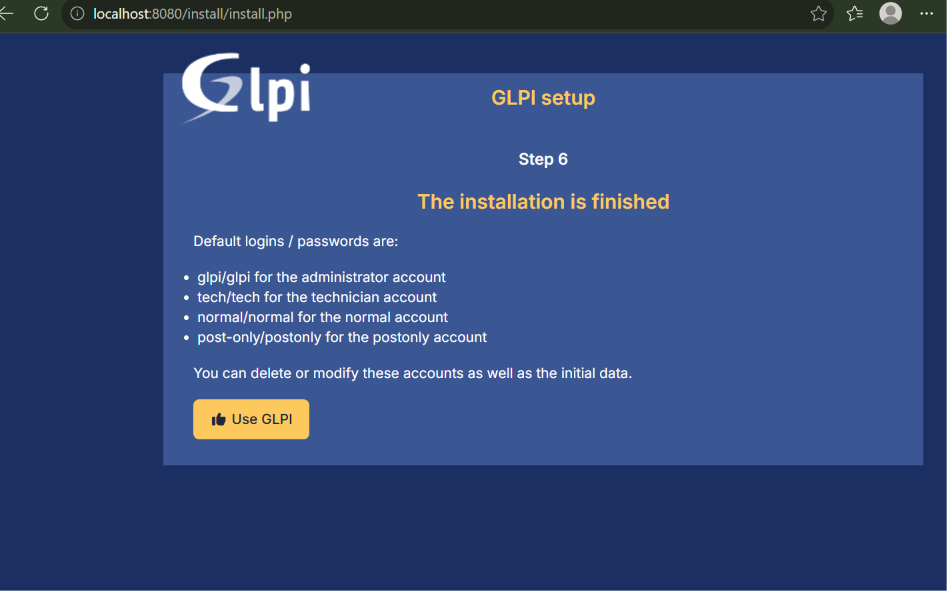 localhost:8080/install/install.php
Glpi
GLPI setup
Step 6
The installation is finished
Default logins / passwords are:
• glpi/glpi for the administrator account
• tech/tech for the technician account
• normal/normal for the normal account
• post-only/postonly for the postonly account
You can delete or modify these accounts as well as the initial data.
Use GLPI